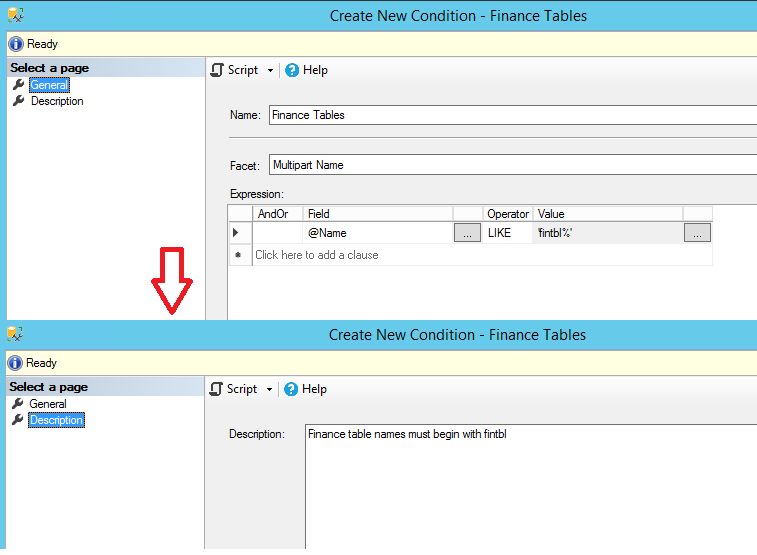 Create New Condition - Finance Tables
Ready
Select a page
General
Description
Script
Help
Name: Finance Tables
Facet: Multipart Name
Expression:
AndOr Field Operator Value
@Name ... LIKE 'fintbl%' ...
Click here to add a clause
Create New Condition - Finance Tables
Ready
Select a page
General
Description
Script
Help
Description: Finance table names must begin with fintbl